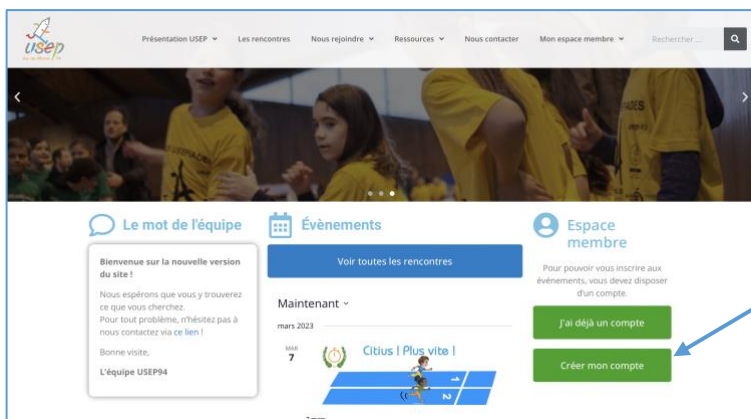 usep
Présentation USEP
Les rencontres
Nous rejoindre
Ressources
Nous contacter
Mon espace membre
Rechercher ...
Le mot de l'équipe
Bienvenue sur la nouvelle version
du site !
Nous espérons que vous y trouverez
ce que vous cherchez.
Pour tout problème, n'hésitez pas à
nous contactez via ce lien !
Bonne visite,
L'équipe USEP94
Évènements
Voir toutes les rencontres
Maintenant
mars 2023
MAR
7
Citius ! Plus vite !
Espace
membre
Pour pouvoir vous inscrire aux
événements, vous devez disposer
d'un compte.
J'ai déjà un compte
Créer mon compte